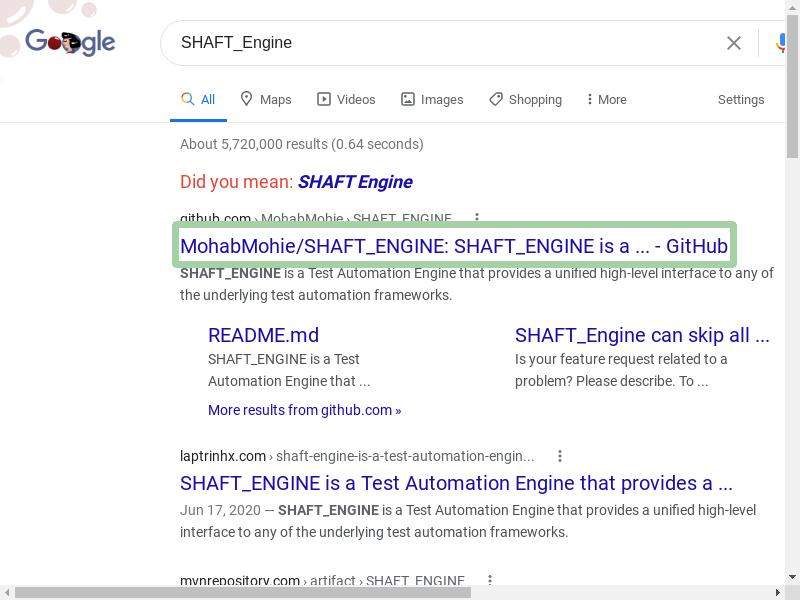 Google
SHAFT_Engine
All Maps Videos Images Shopping More Settings
About 5,720,000 results (0.64 seconds)
Did you mean: SHAFT Engine
github.com › MohabMohie › SHAFT_ENGINE
MohabMohie/SHAFT_ENGINE: SHAFT_ENGINE is a ... - GitHub
SHAFT_ENGINE is a Test Automation Engine that provides a unified high-level interface to any of
the underlying test automation frameworks.
README.md
SHAFT_ENGINE is a Test
Automation Engine that ...
SHAFT_Engine can skip all ...
Is your feature request related to a
problem? Please describe. To ...
More results from github.com »
laptrinhx.com › shaft-engine-is-a-test-automation-engin...
SHAFT_ENGINE is a Test Automation Engine that provides a ...
Jun 17, 2020 — SHAFT_ENGINE is a Test Automation Engine that provides a unified high-level
interface to any of the underlying test automation frameworks.
mvnrepository.com › artifact › SHAFT_ENGINE